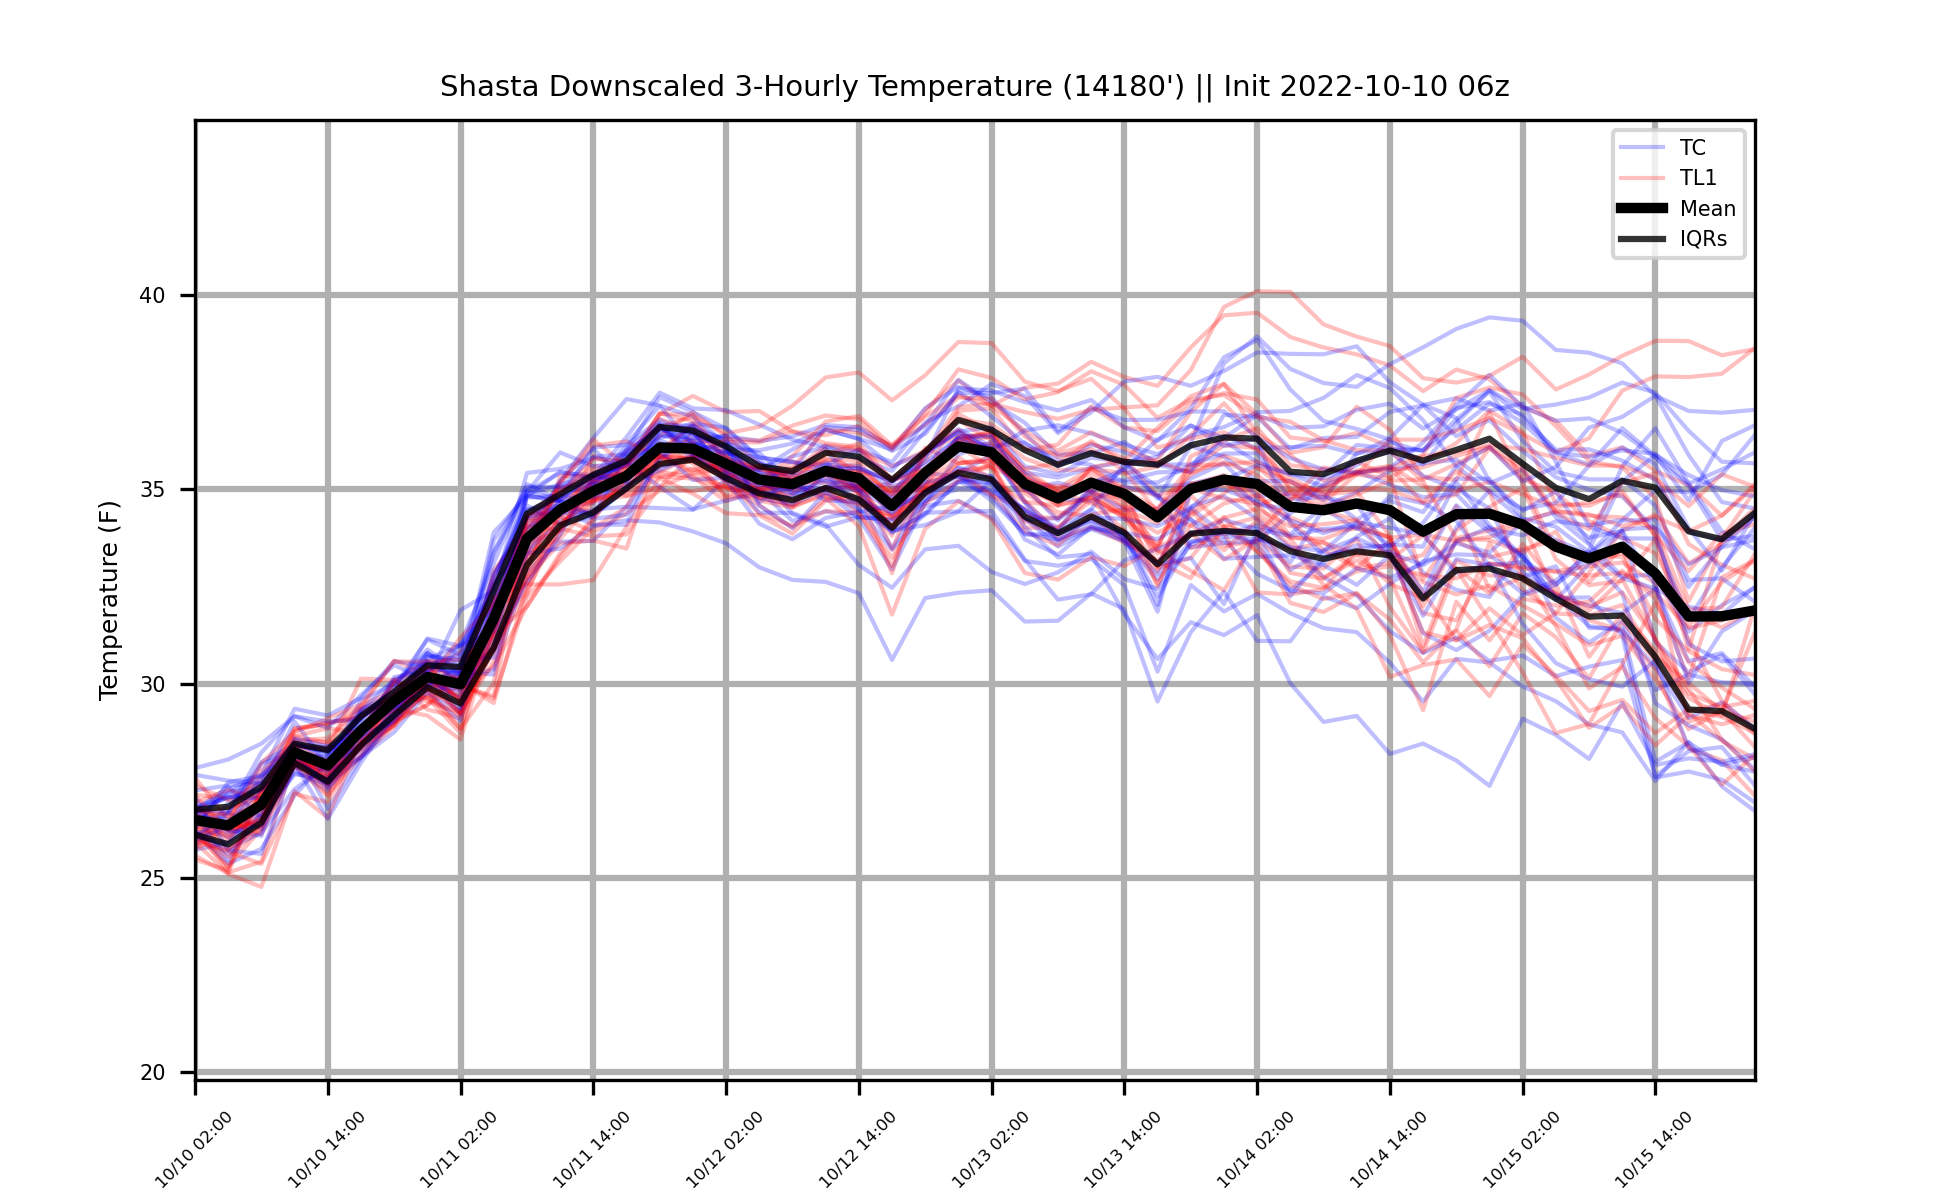 Shasta Downscaled 3-Hourly Temperature (14180') || Init 2022-10-10 06z
TC
TL1
Mean
IQRs
Temperature (F)
40
35
30
25
20
10/10 02:00
10/10 14:00
10/11 02:00
10/11 14:00
10/12 02:00
10/12 14:00
10/13 02:00
10/13 14:00
10/14 02:00
10/14 14:00
10/15 02:00
10/15 14:00